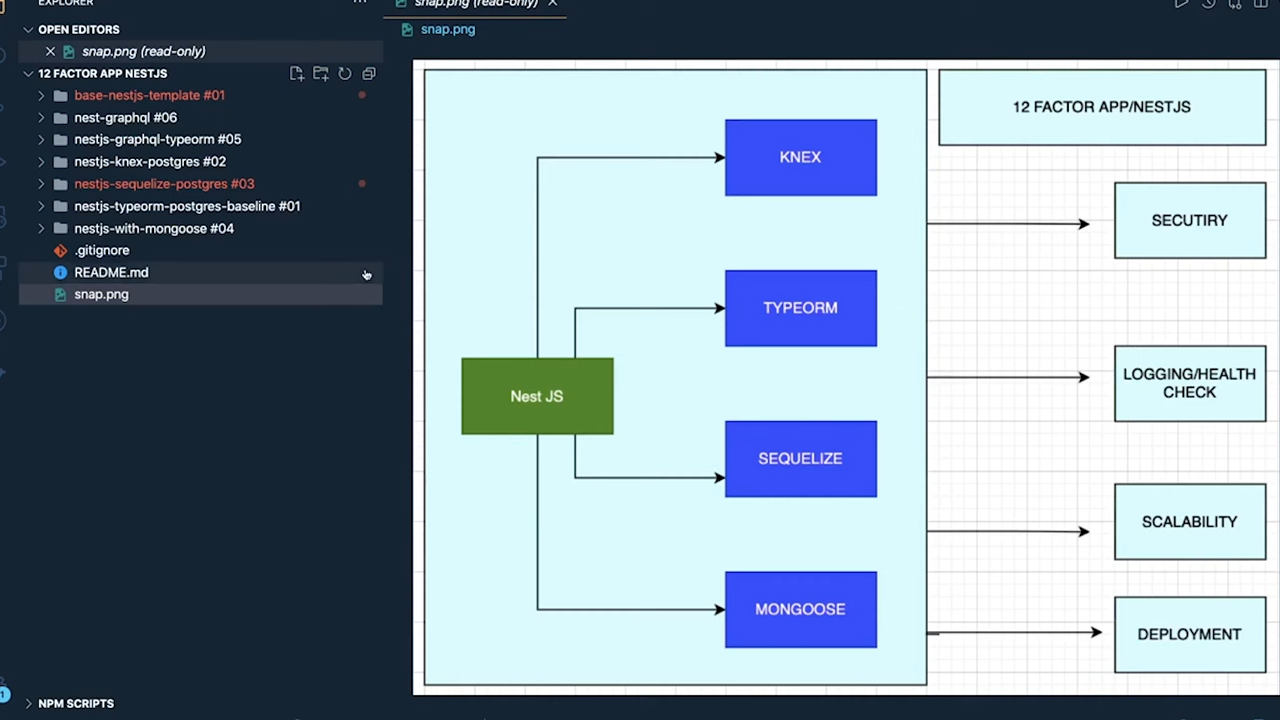 EXPLORER
OPEN EDITORS
snap.png (read-only)
12 FACTOR APP NESTJS
base-nestjs-template #01
nest-graphql #06
nestjs-graphql-typeorm #05
nestjs-knex-postgres #02
nestjs-sequelize-postgres #03
nestjs-typeorm-postgres-baseline #01
nestjs-with-mongoose #04
.gitignore
README.md
snap.png
NPM SCRIPTS
1
snap.png (read-only)
snap.png
KNEX
TYPEORM
Nest JS
SEQUELIZE
MONGOOSE
12 FACTOR APP/NESTJS
SECUTIRY
LOGGING/HEALTH
CHECK
SCALABILITY
DEPLOYMENT